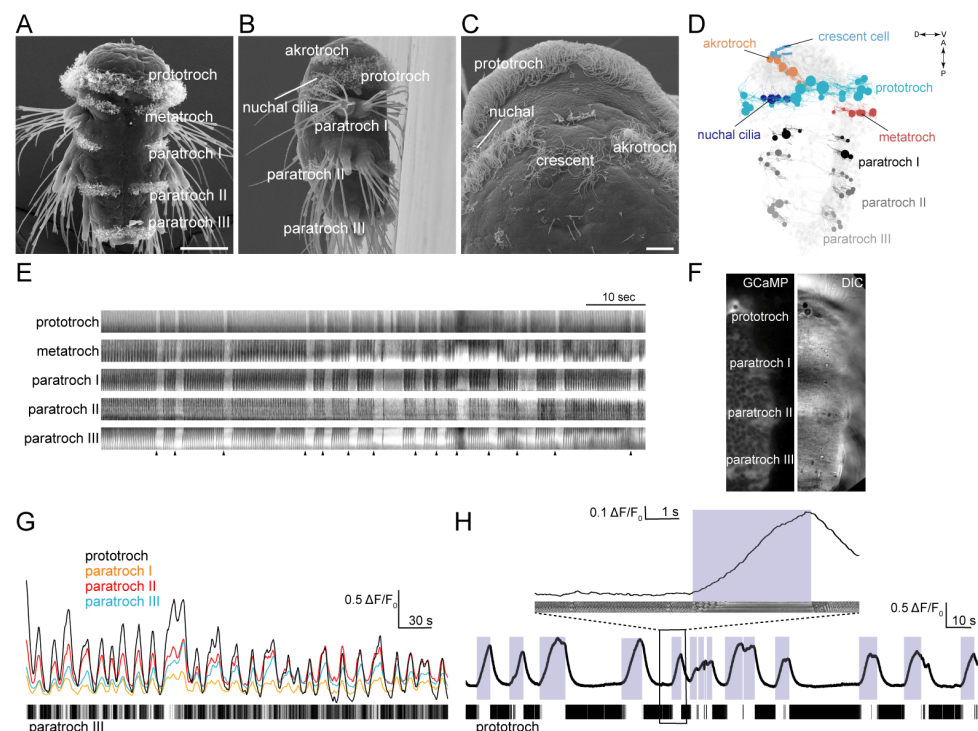 A
prototroch
metatroch
paratroch I
paratroch II
paratroch III
B
akrotroch
prototroch
nuchal cilia
paratroch I
paratroch II
paratroch III
C
prototroch
nuchal
crescent
akrotroch
D
crescent cell
akrotroch
D V
A
P
prototroch
nuchal cilia
metatroch
paratroch I
paratroch II
paratroch III
E
10 sec
prototroch
metatroch
paratroch I
paratroch II
paratroch III
F
GCaMP DIC
prototroch
paratroch I
paratroch II
paratroch III
G
prototroch
paratroch I
paratroch II
paratroch III
0.5 ΔF/F₀
30 s
paratroch III
H
0.1 ΔF/F₀ 1 s
0.5 ΔF/F₀
10 s
prototroch